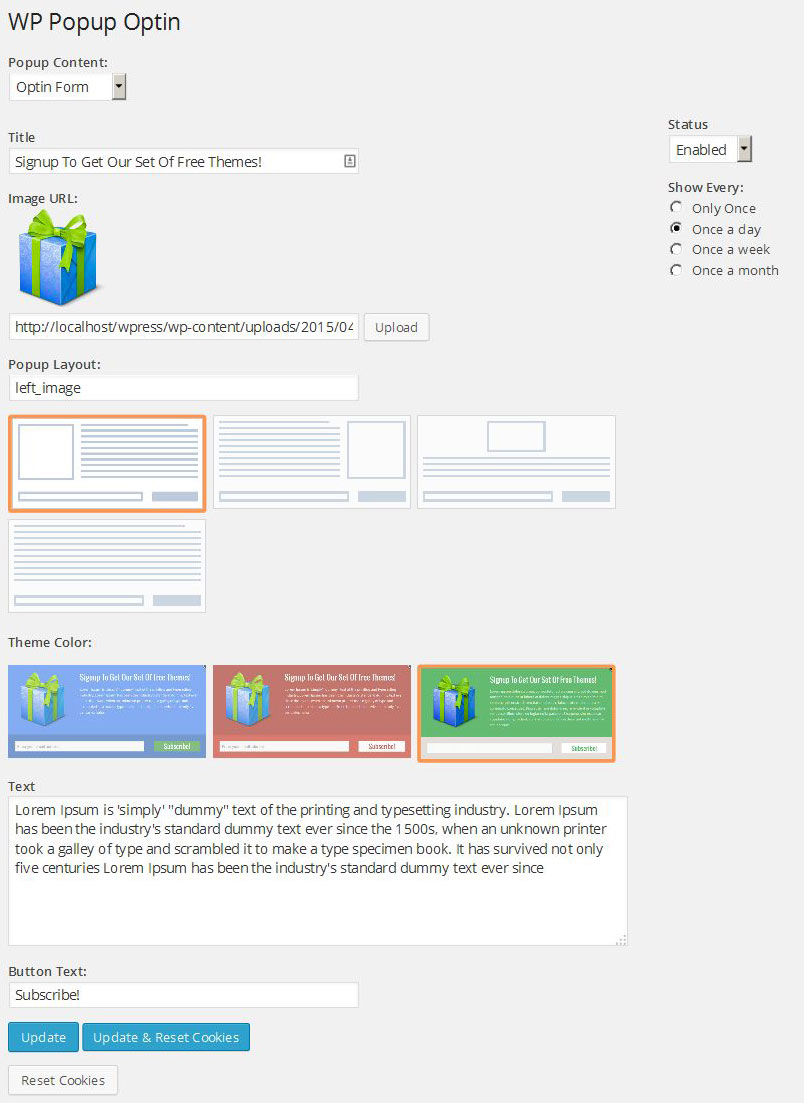 WP Popup Optin
Popup Content:
Optin Form
Status
Enabled
Show Every:
Only Once
Once a day
Once a week
Once a month
Title
Signup To Get Our Set Of Free Themes!
Image URL:
http://localhost/wpress/wp-content/uploads/2015/04
Upload
Popup Layout:
left_image
Theme Color:
Signup To Get Our Set Of Free Themes!
Subscribe!
Signup To Get Our Set Of Free Themes!
Subscribe!
Signup To Get Our Set Of Free Themes!
Subscribe!
Text
Lorem Ipsum is 'simply' "dummy" text of the printing and typesetting industry. Lorem Ipsum
has been the industry's standard dummy text ever since the 1500s, when an unknown printer
took a galley of type and scrambled it to make a type specimen book. It has survived not only
five centuries Lorem Ipsum has been the industry's standard dummy text ever since
Button Text:
Subscribe!
Update
Update & Reset Cookies
Reset Cookies